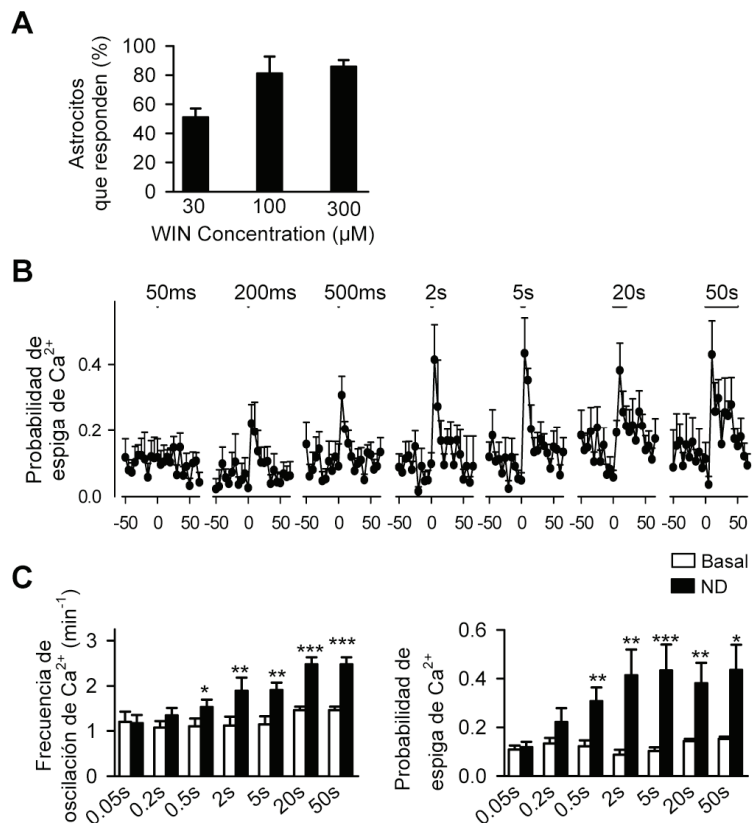 A
Astrocitos
que responden (%)
100
80
60
40
20
0
30 100 300
WIN Concentration (µM)
B
50ms 200ms 500ms 2s 5s 20s 50s
Probabilidad de
espiga de Ca2+
0.4
0.2
0.0
-50 0 50 -50 0 50 -50 0 50 -50 0 50 -50 0 50 -50 0 50 -50 0 50
Basal
ND
C
Frecuencia de
oscilación de Ca2+ (min-1)
3
2
1
0
* ** ** *** ***
0.05s 0.2s 0.5s 2s 5s 20s 50s
Probabilidad de
espiga de Ca2+
0.6
0.4
0.2
0.0
** ** *** ** *
0.05s 0.2s 0.5s 2s 5s 20s 50s